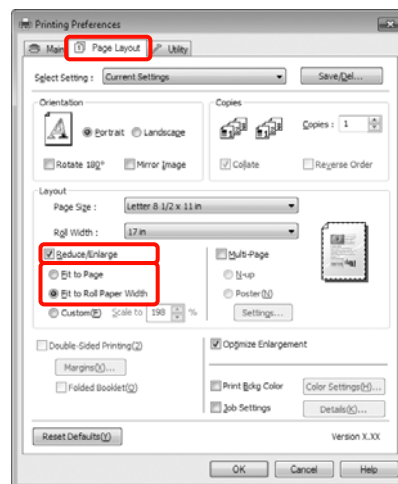 Printing Preferences
Main Page Layout Utility
Select Setting : Current Settings Save/Del...
Orientation Copies
Portrait Landscape Copies : 1
Rotate 180° Mirror Image Collate Reverse Order
Layout
Page Size : Letter 8 1/2 x 11 in
Roll Width : 17 in
Reduce/Enlarge Multi-Page
Fit to Page N-up
Fit to Roll Paper Width Poster(N)
Custom(F) Scale to 198 % Settings...
Double-Sided Printing(2) Optimize Enlargement
Margins(X)...
Folded Booklet(Q) Print Bckg Color Color Settings(H)...
Job Settings Details(K)...
Reset Defaults(Y) Version X.XX
OK Cancel Help